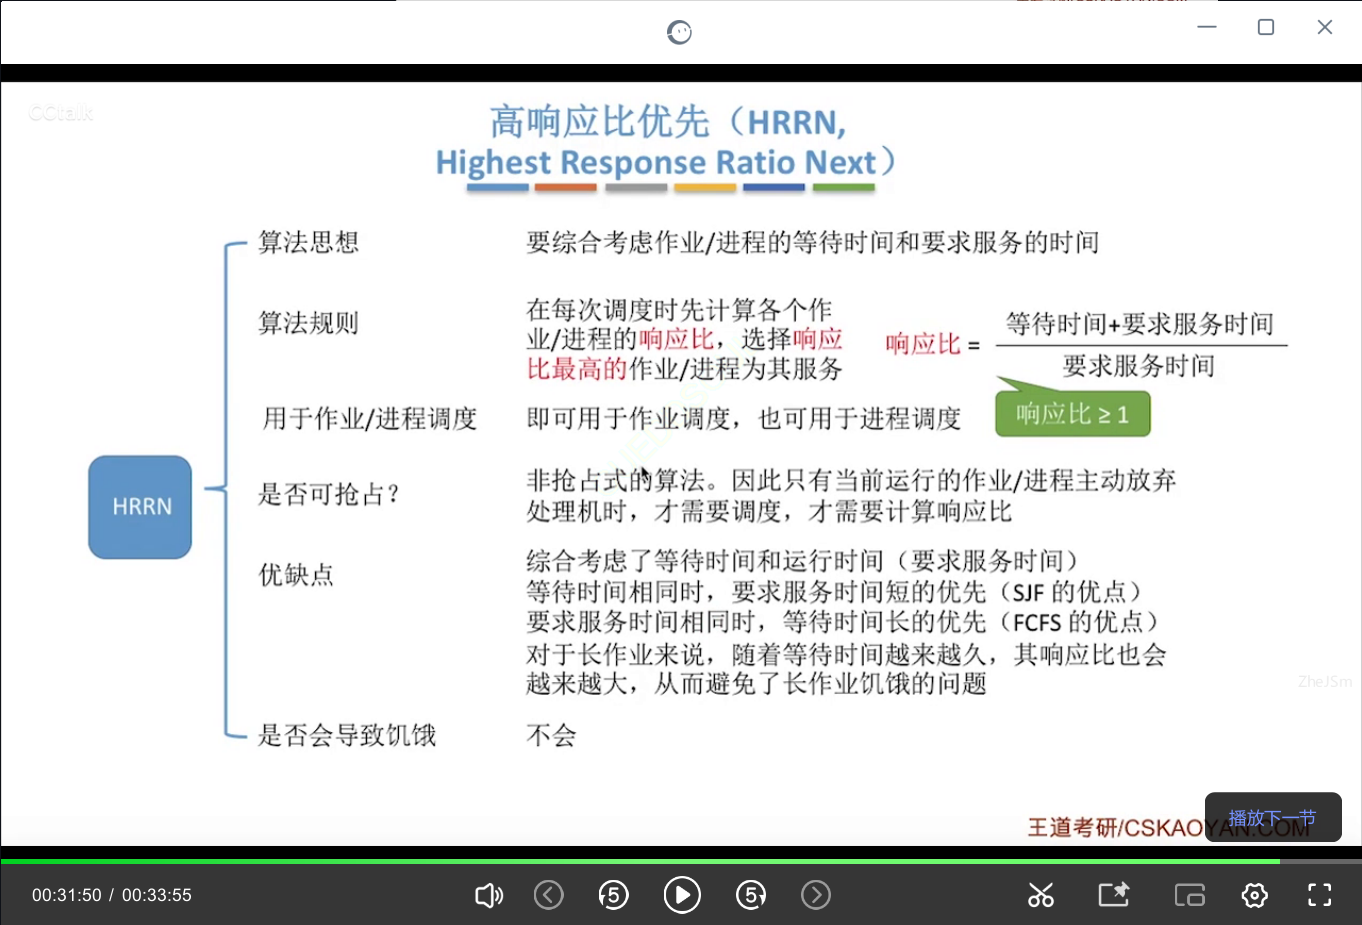 CCtalk
高响应比优先（HRRN,
Highest Response Ratio Next）
算法思想
要综合考虑作业/进程的等待时间和要求服务的时间
算法规则
在每次调度时先计算各个作
业/进程的响应比，选择响应
比最高的作业/进程为其服务
响应比 =
等待时间+要求服务时间
要求服务时间
响应比 ≥ 1
用于作业/进程调度
即可用于作业调度，也可用于进程调度
HRRN
是否可抢占？
非抢占式的算法。因此只有当前运行的作业/进程主动放弃
处理机时，才需要调度，才需要计算响应比
优缺点
综合考虑了等待时间和运行时间（要求服务时间）
等待时间相同时，要求服务时间短的优先（SJF 的优点）
要求服务时间相同时，等待时间长的优先（FCFS 的优点）
对于长作业来说，随着等待时间越来越久，其响应比也会
越来越大，从而避免了长作业饥饿的问题
ZheJSm
是否会导致饥饿
不会
王道考研/CSKAOYAN.COM
播放下一节
00:31:50 / 00:33:55
5
5